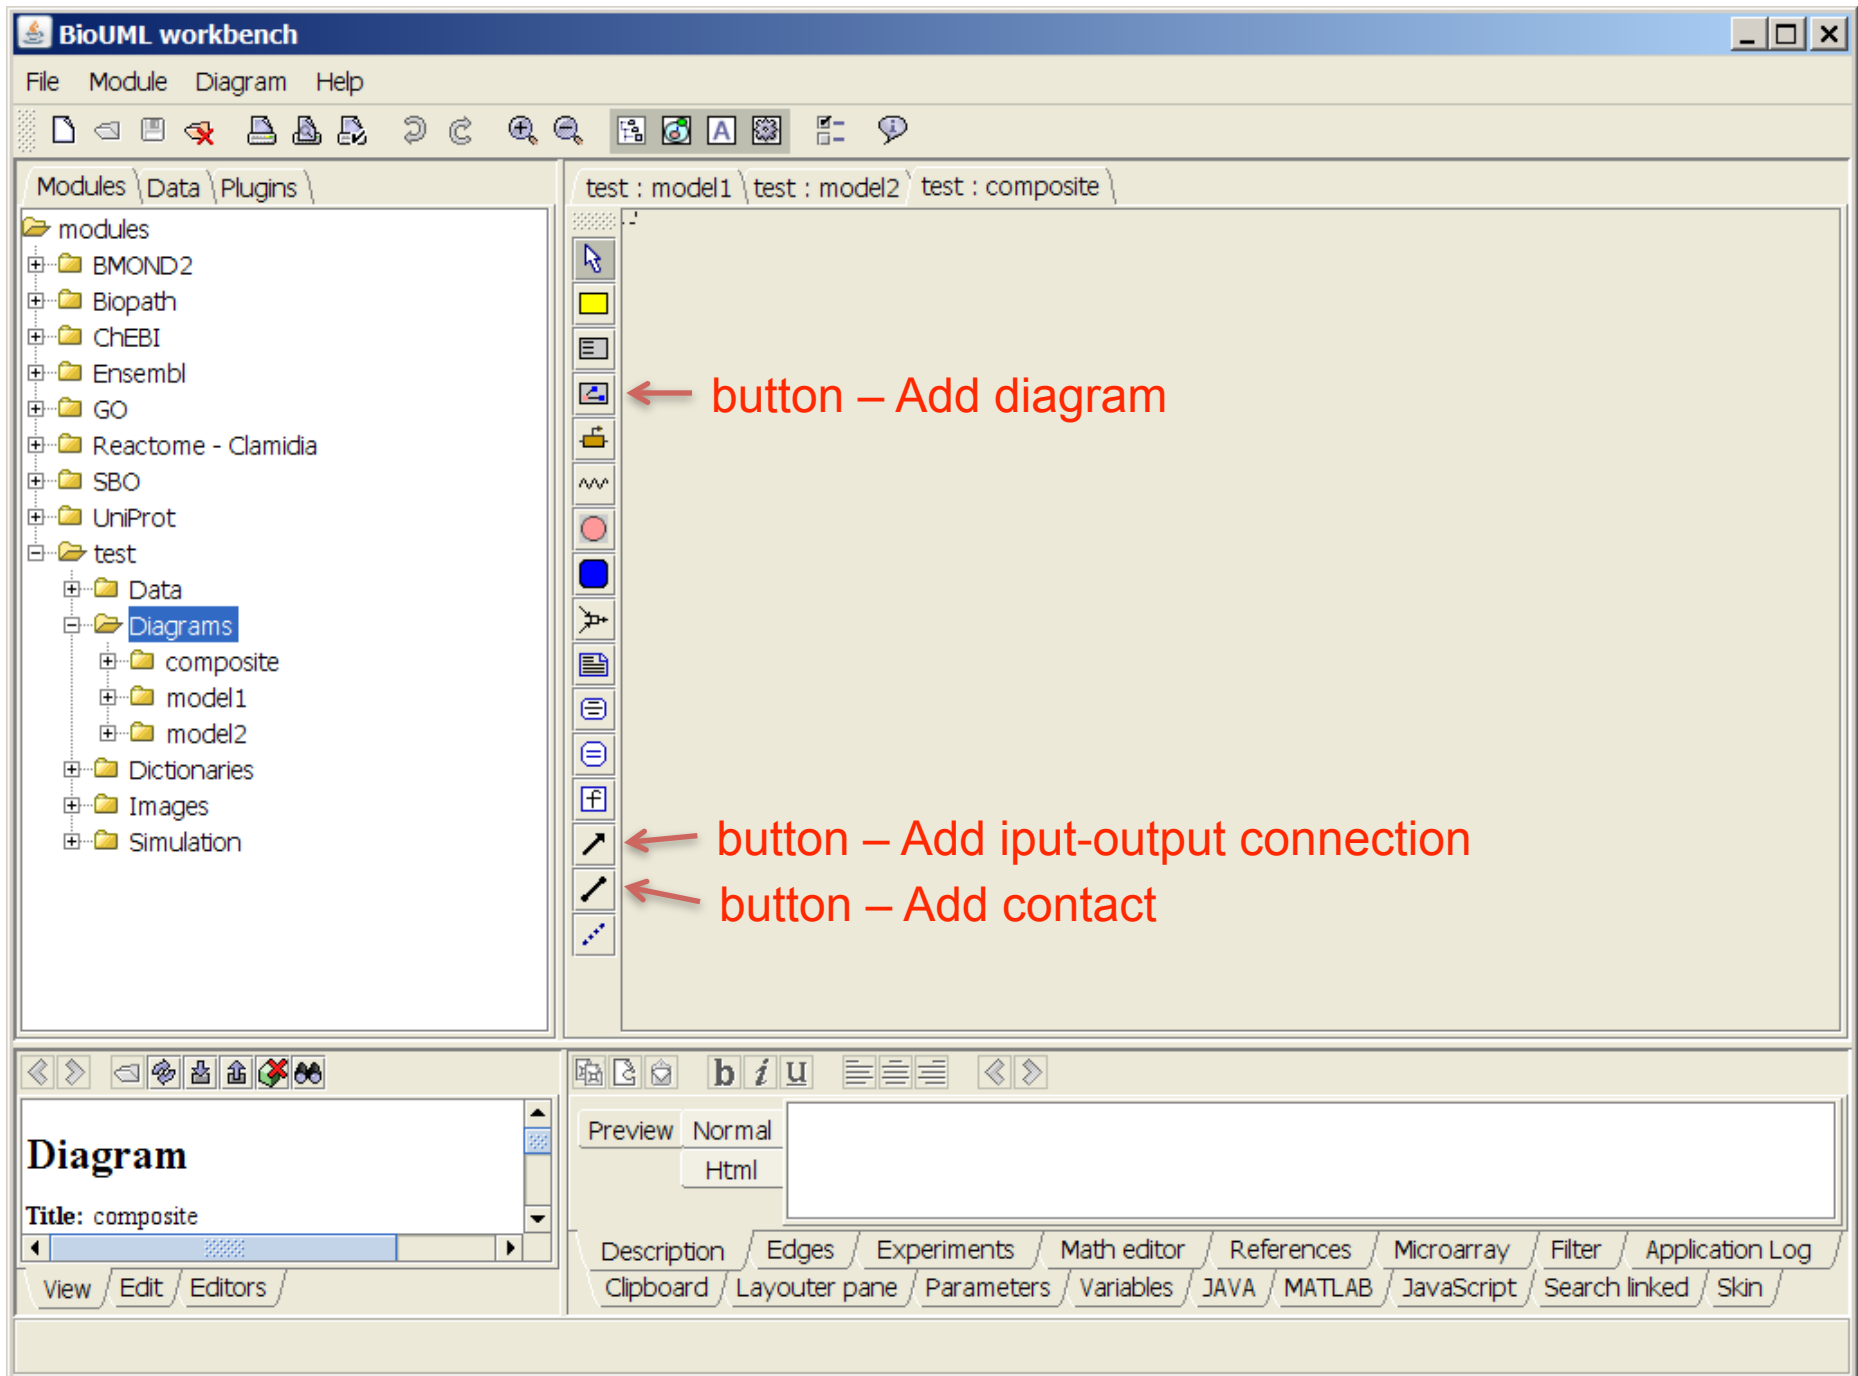 BioUML workbench
File Module Diagram Help
A
Modules Data Plugins
test : model1 test : model2 test : composite
modules
BMOND2
Biopath
ChEBI
Ensembl
GO
Reactome - Clamidia
SBO
UniProt
test
Data
Diagrams
composite
model1
model2
Dictionaries
Images
Simulation
button – Add diagram
f
button – Add iput-output connection
button – Add contact
b i u
Diagram
Title: composite
View Edit Editors
Preview Normal
Html
Description Edges Experiments Math editor References Microarray Filter Application Log
Clipboard Layouter pane Parameters Variables JAVA MATLAB JavaScript Search linked Skin